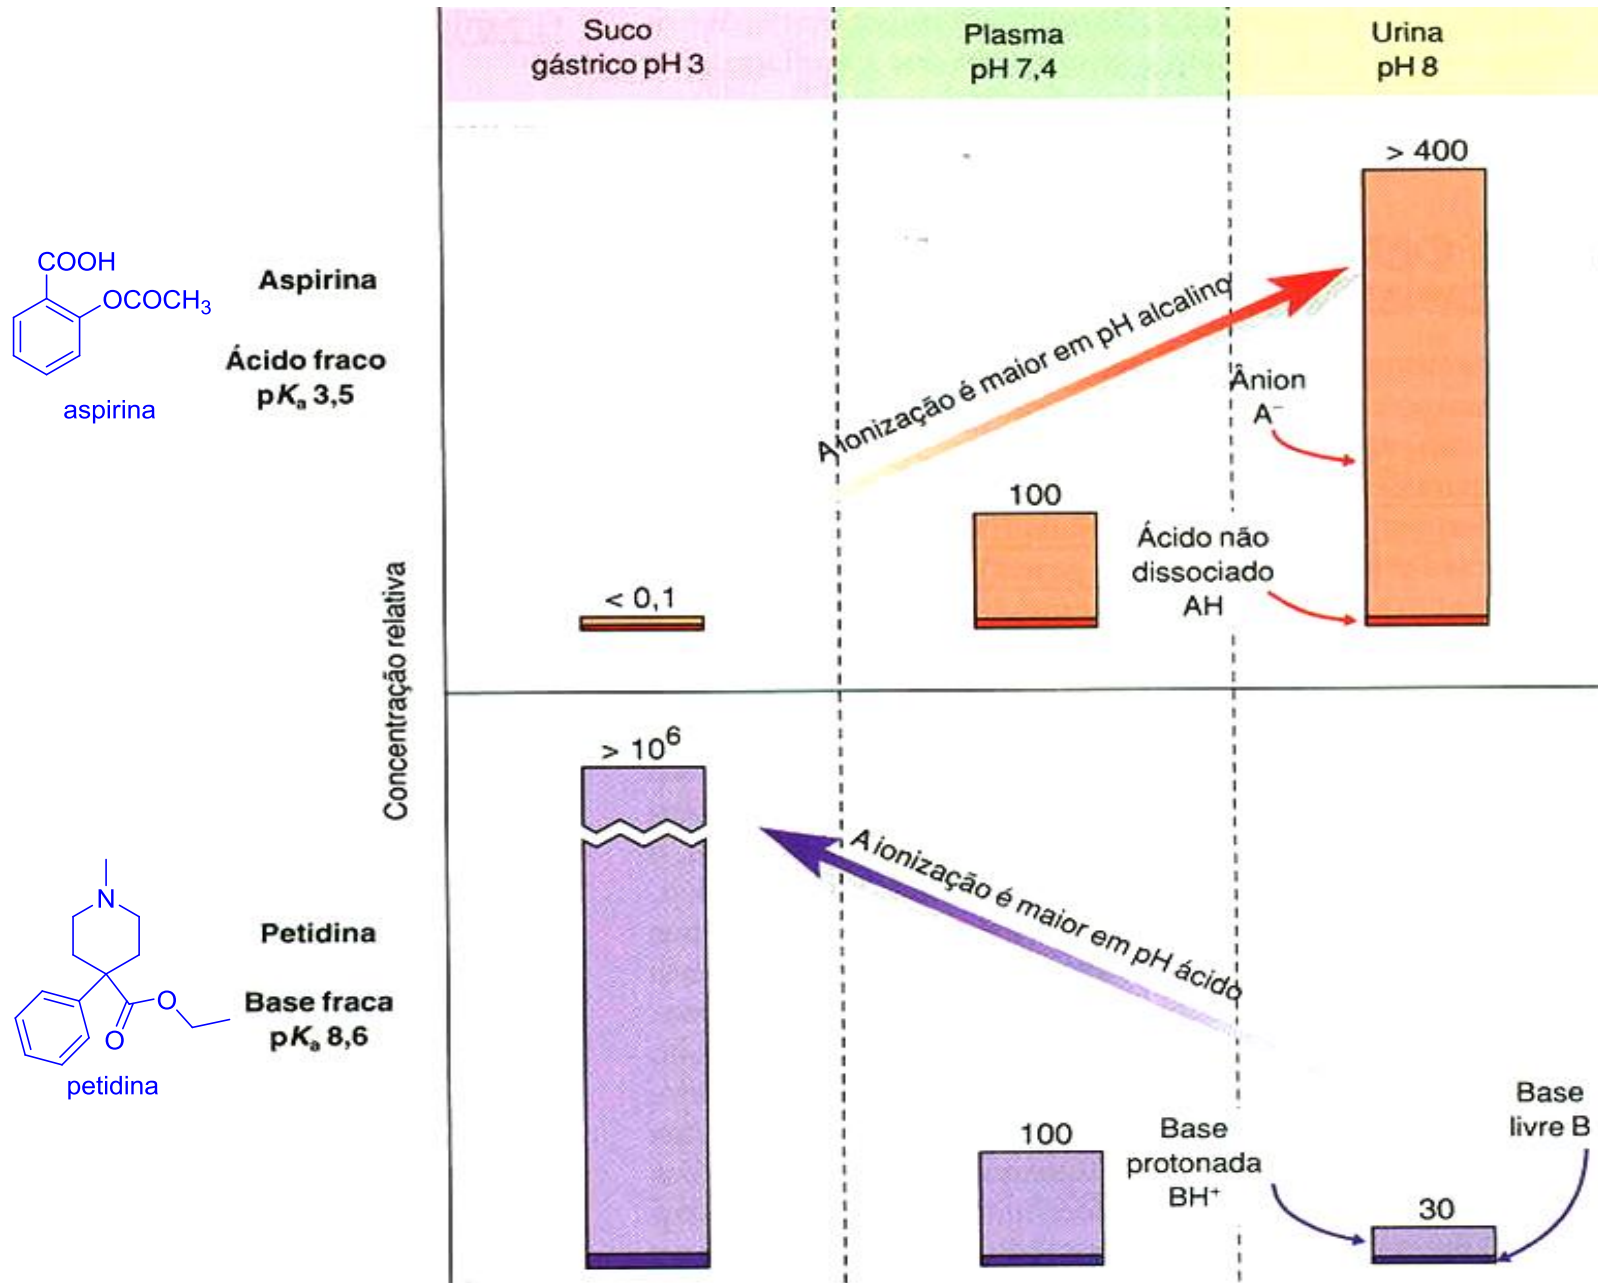 Suco
gástrico pH 3
Plasma
pH 7,4
Urina
pH 8
> 400
COOH
OCOCH3
aspirina
Aspirina
Ácido fraco
pKa 3,5
A ionização é maior em pH alcalino
Ânion
A−
< 0,1
100
Ácido não
dissociado
AH
Concentração relativa
> 10⁶
A ionização é maior em pH ácido
N
O
O
petidina
Petidina
Base fraca
pKa 8,6
100
Base
protonada
BH+
30
Base
livre B